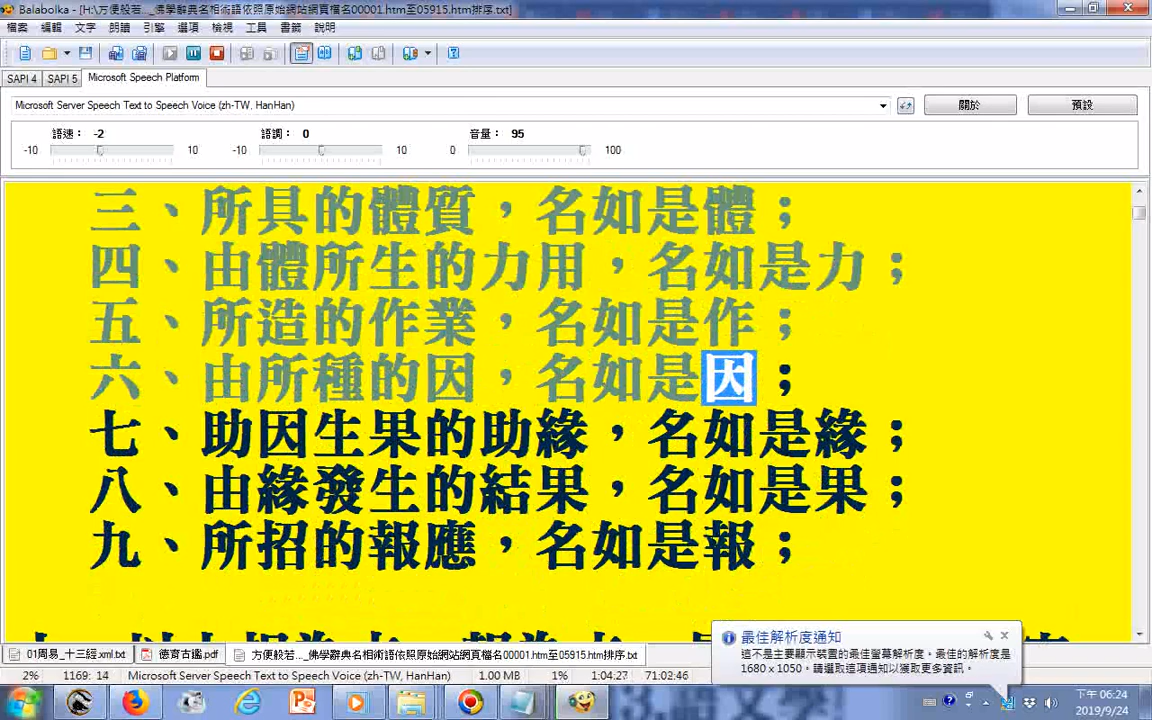 Balabolka - [H:\方便般若..._佛學辭典名相術語依照原始網站網頁檔名00001.htm至05915.htm排序.txt]
檔案 編輯 文字 朗讀 引擎 選項 檢視 工具 書籤 說明
SAPI 4 SAPI 5 Microsoft Speech Platform
Microsoft Server Speech Text to Speech Voice (zh-TW, HanHan) 關於 預設
語速： -2 語調： 0 音量： 95
-10 10 -10 10 0 100
三、所具的體質，名如是體；
四、由體所生的力用，名如是力；
五、所造的作業，名如是作；
六、由所種的因，名如是因；
七、助因生果的助緣，名如是緣；
八、由緣發生的結果，名如是果；
九、所招的報應，名如是報；
最佳解析度通知
這不是主要顯示裝置的最佳螢幕解析度。最佳的解析度是
1680 x 1050。請選取這項通知以獲取更多資訊。
01周易_十三經.xml.txt 德育古鑑.pdf 方便般若..._佛學辭典名相術語依照原始網站網頁檔名00001.htm至05915.htm排序.txt
2% 1169: 14 Microsoft Server Speech Text to Speech Voice (zh-TW, HanHan) 1.00 MB 1% 1:04:27 71:02:46
下午 06:24
2019/9/24